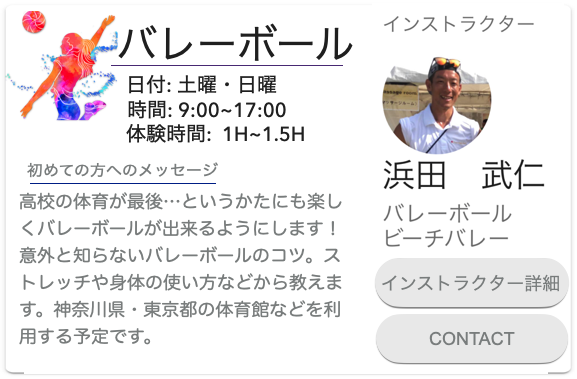 バレーボール
日付: 土曜・日曜
時間: 9:00~17:00
体験時間: 1H~1.5H
初めての方へのメッセージ
高校の体育が最後…というかたにも楽し
くバレーボールが出来るようにします！
意外と知らないバレーボールのコツ。ス
トレッチや身体の使い方などから教えま
す。神奈川県・東京都の体育館などを利
用する予定です。
インストラクター
浜田　武仁
バレーボール
ビーチバレー
インストラクター詳細
CONTACT